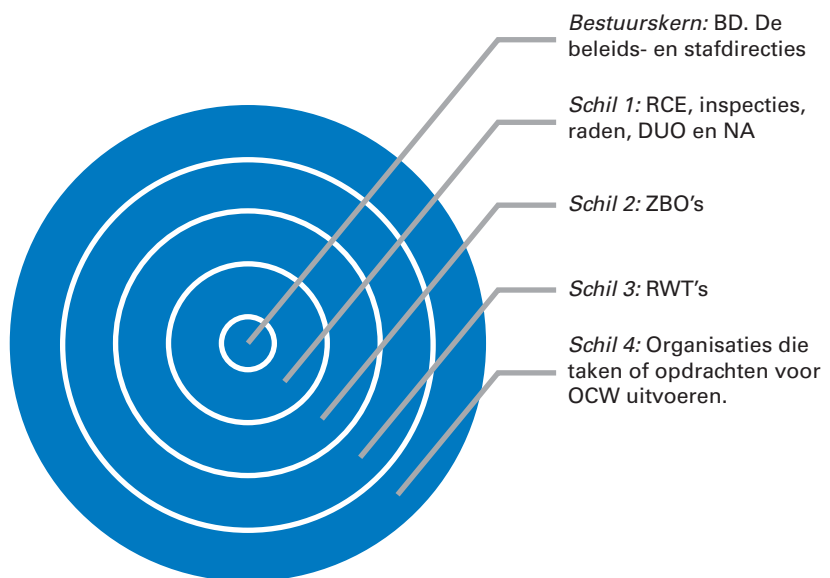 Bestuurskern: BD. De
beleids- en stafdirecties
Schil 1: RCE, inspecties,
raden, DUO en NA
Schil 2: ZBO's
Schil 3: RWT's
Schil 4: Organisaties die
taken of opdrachten voor
OCW uitvoeren.